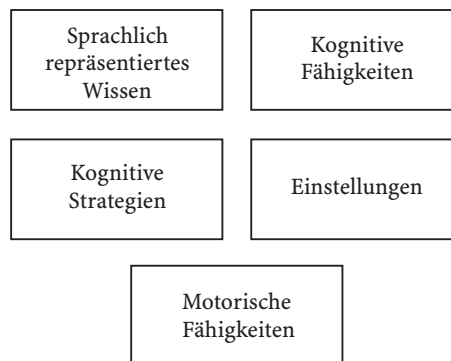 Sprachlich
repräsentiertes
Wissen
Kognitive
Fähigkeiten
Kognitive
Strategien
Einstellungen
Motorische
Fähigkeiten